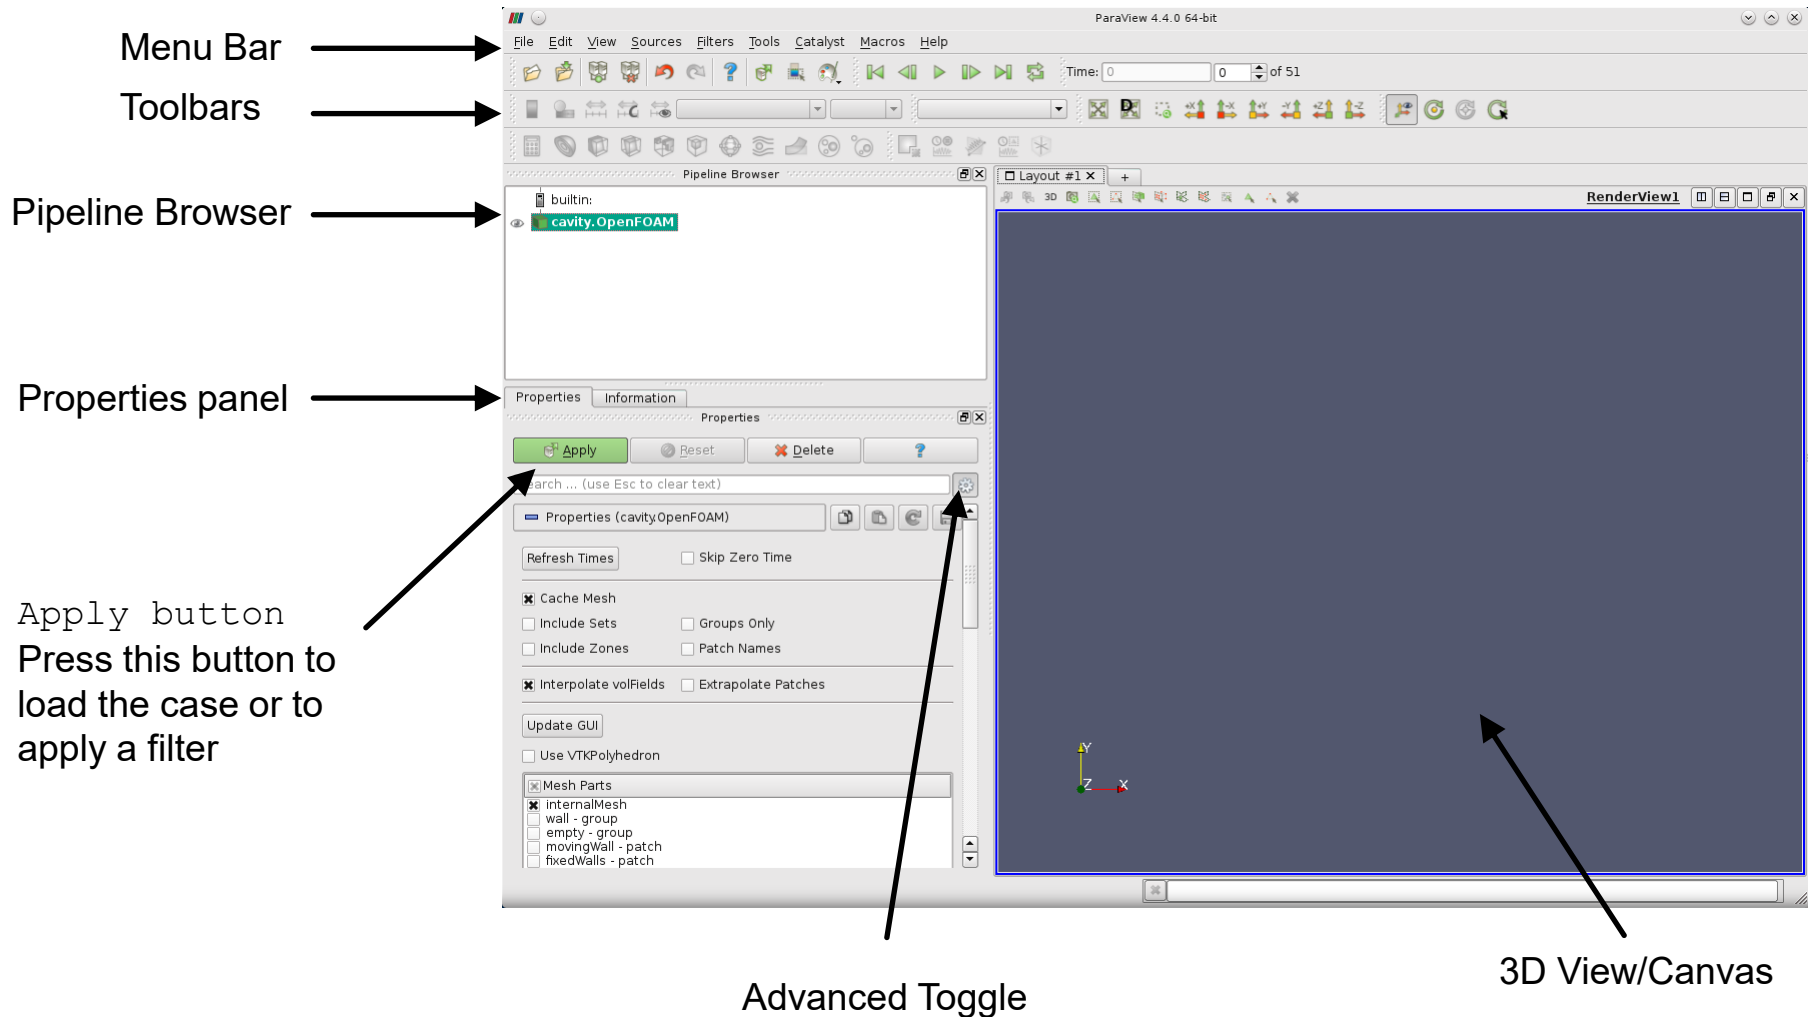 ParaView 4.4.0 64-bit
Menu Bar
File Edit View Sources Filters Tools Catalyst Macros Help
Time: 0 0 of 51
Toolbars
D
+X -X +Y -Y +Z -Z
Pipeline Browser
Layout #1 +
3D
RenderView1
Pipeline Browser
builtin:
cavity.OpenFOAM
Properties panel
Properties Information
Properties
Apply Reset Delete ?
arch ... (use Esc to clear text)
Properties (cavity.OpenFOAM)
Refresh Times Skip Zero Time
Cache Mesh
Include Sets Groups Only
Include Zones Patch Names
Interpolate volFields Extrapolate Patches
Update GUI
Use VTKPolyhedron
Mesh Parts
internalMesh
wall - group
empty - group
movingWall - patch
fixedWalls - patch
Apply button
Press this button to
load the case or to
apply a filter
Y
Z X
Advanced Toggle
3D View/Canvas